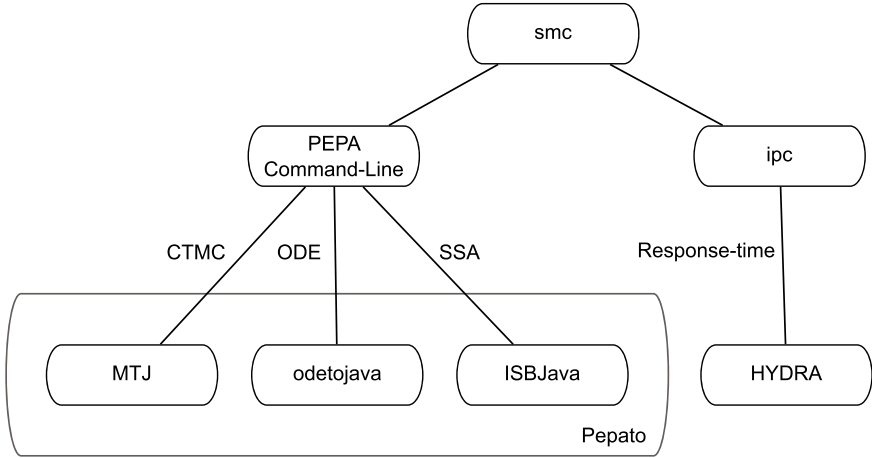 smc
PEPA
Command-Line
ipc
CTMC
ODE
SSA
Response-time
MTJ
odetojava
ISBJava
HYDRA
Pepato